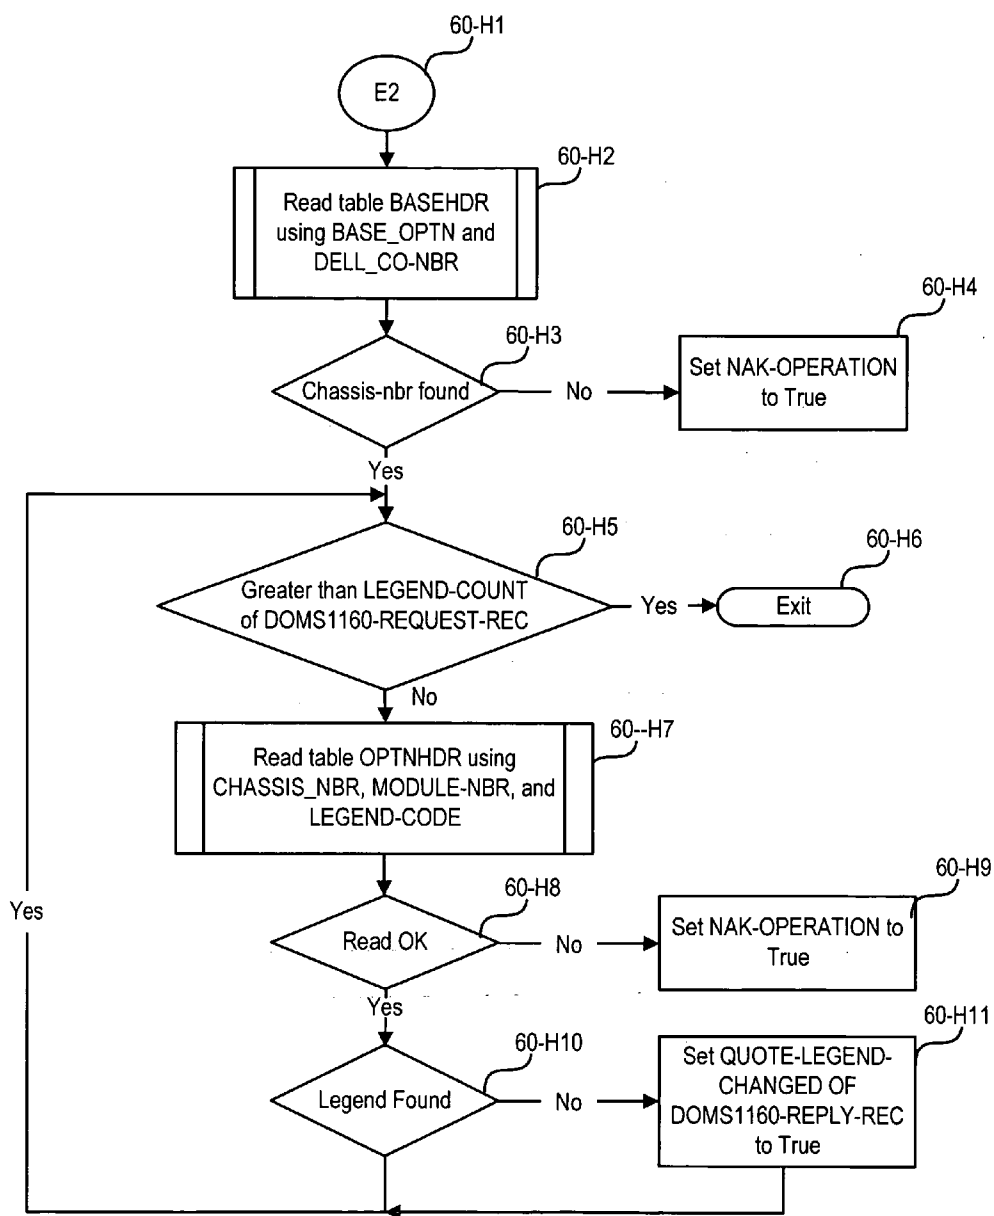 60-H1
E2
60-H2
Read table BASEHDR
using BASE_OPTN and
DELL_CO-NBR
60-H3
Chassis-nbr found
No
60-H4
Set NAK-OPERATION
to True
Yes
60-H5
Greater than LEGEND-COUNT
of DOMS1160-REQUEST-REC
Yes
60-H6
Exit
No
60--H7
Read table OPTNHDR using
CHASSIS_NBR, MODULE-NBR, and
LEGEND-CODE
60-H8
Read OK
No
60-H9
Set NAK-OPERATION to
True
Yes
Yes
60-H10
Legend Found
No
60-H11
Set QUOTE-LEGEND-
CHANGED OF
DOMS1160-REPLY-REC
to True